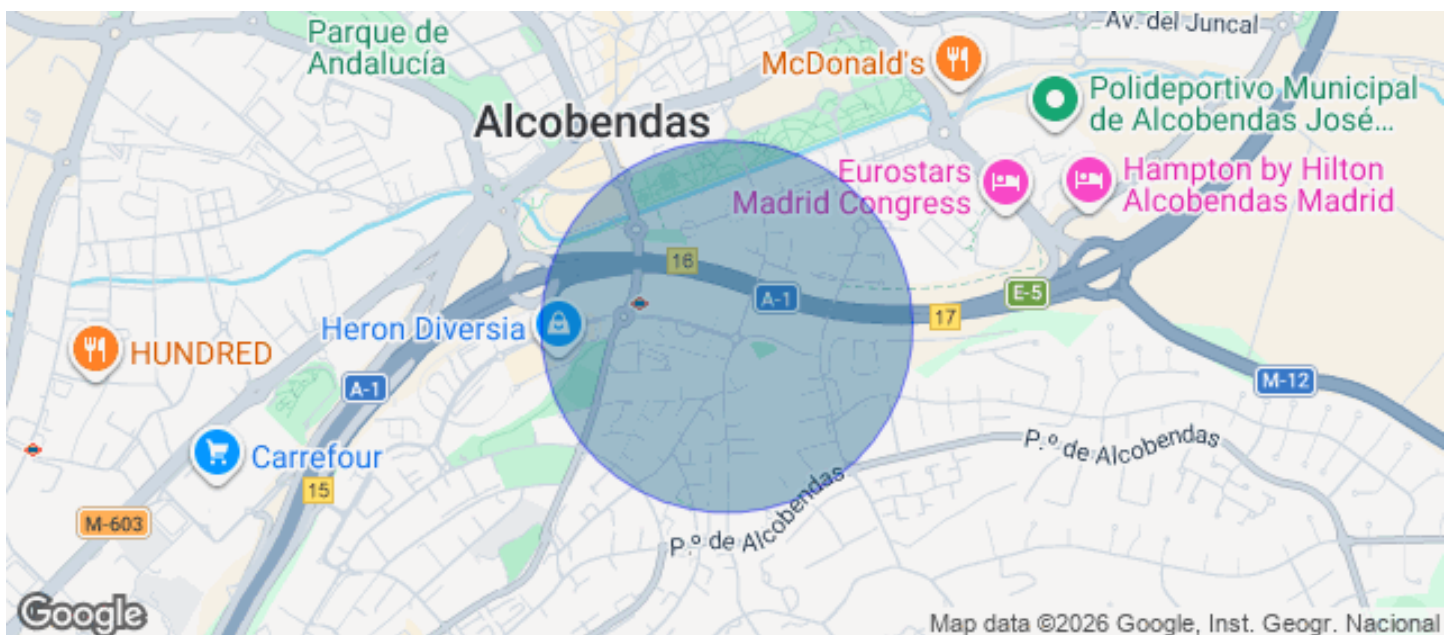 Parque de
Andalucía
Av. del Juncal
McDonald's
Polideportivo Municipal
de Alcobendas José...
Alcobendas
Eurostars
Madrid Congress
Hampton by Hilton
Alcobendas Madrid
16
A-1
E-5
17
Heron Diversia
HUNDRED
A-1
M-12
P.º de Alcobendas
Carrefour
15
P.º de Alcobendas
M-603
Google
Map data ©2026 Google, Inst. Geogr. Nacional